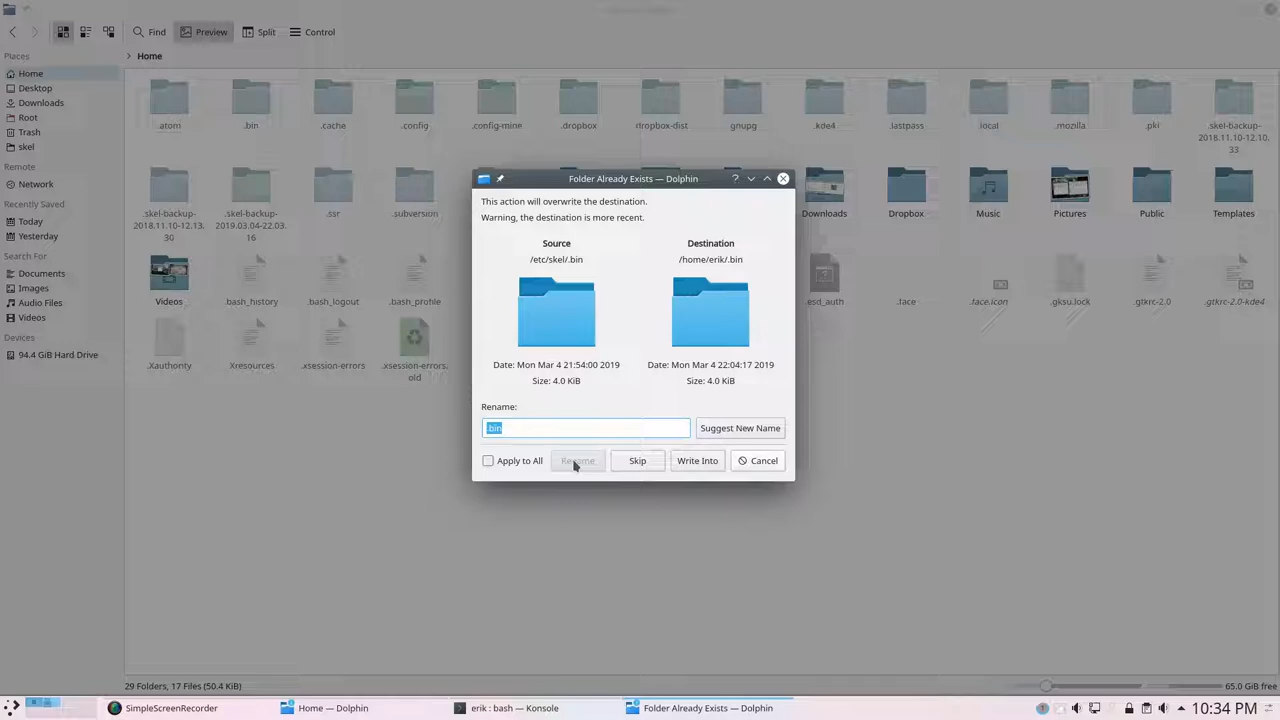 Find
Preview
Split
Control
Places
Home
Home
Desktop
Downloads
Root
Trash
skel
Remote
Network
Recently Saved
Today
Yesterday
Search For
Documents
Images
Audio Files
Videos
Devices
94.4 GiB Hard Drive
.atom
.bin
.cache
.config
.config-mine
.dropbox
dropbox-dist
gnupg
.kde4
.lastpass
local
.mozilla
.pki
.skel-backup-
2018.11.10-12.10.
33
.skel-backup-
2018.11.10-12.13.
30
.skel-backup-
2019.03.04-22.03.
16
.ssr
.subversion
Downloads
Dropbox
Music
Pictures
Public
Templates
Videos
.bash_history
.bash_logout
.bash_profile
.esd_auth
.face
.face.icon
.gksu.lock
.gtkrc-2.0
.gtkrc-2.0-kde4
.Xauthority
Xresources
.xsession-errors
.xsession-errors.
old
Folder Already Exists — Dolphin
This action will overwrite the destination.
Warning, the destination is more recent.
Source
/etc/skel/.bin
Date: Mon Mar 4 21:54:00 2019
Size: 4.0 KiB
Destination
/home/erik/.bin
Date: Mon Mar 4 22:04:17 2019
Size: 4.0 KiB
Rename:
.bin
Suggest New Name
Apply to All
Rename
Skip
Write Into
Cancel
29 Folders, 17 Files (50.4 KiB)
65.0 GiB free
SimpleScreenRecorder
Home — Dolphin
erik : bash — Konsole
Folder Already Exists — Dolphin
10:34 PM